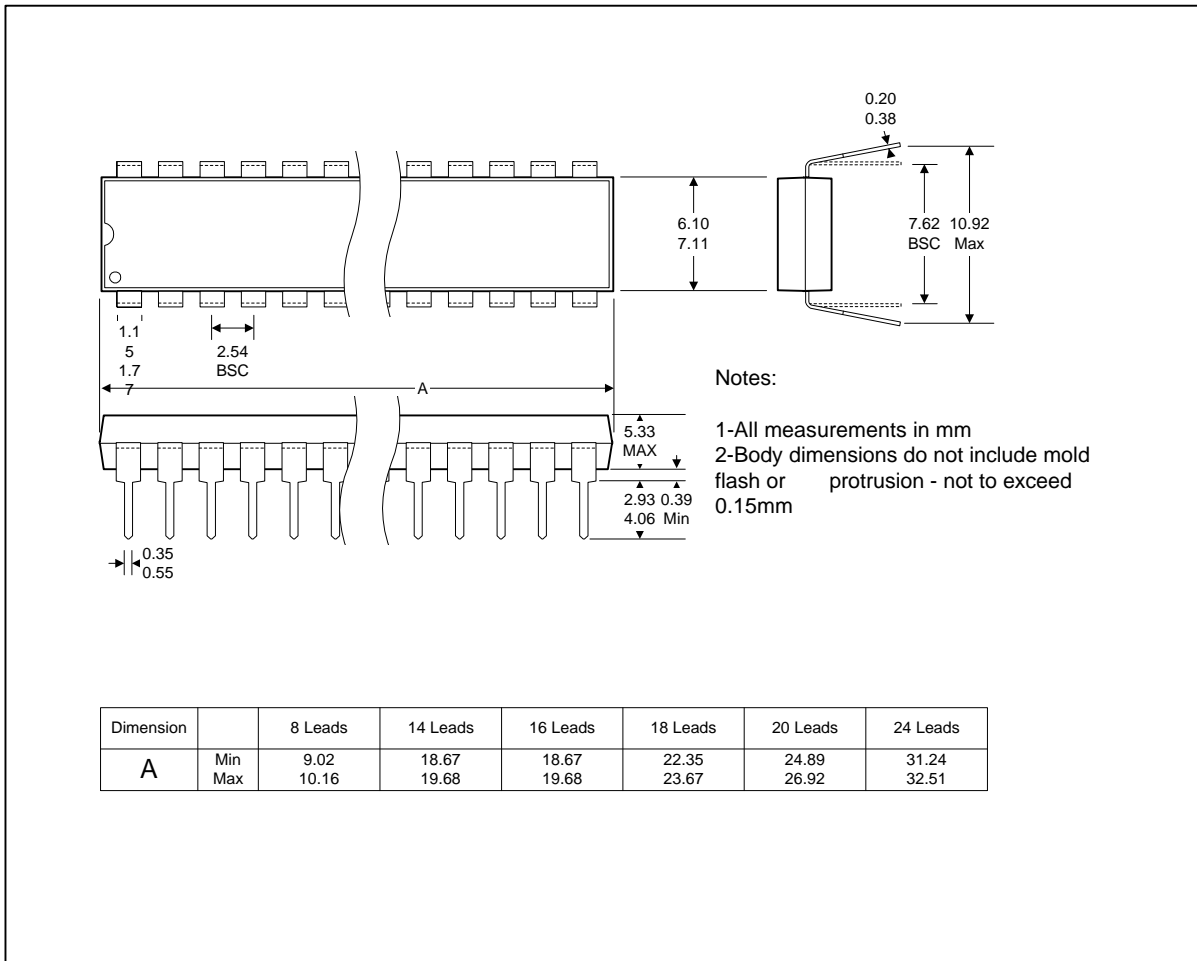 0.20
0.38
6.10
7.11
7.62
BSC
10.92
Max
1.1
5
1.7
7
2.54
BSC
A
Notes:
1-All measurements in mm
2-Body dimensions do not include mold
flash or protrusion - not to exceed
0.15mm
5.33
MAX
2.93
4.06
0.39
Min
0.35
0.55
Dimension 8 Leads 14 Leads 16 Leads 18 Leads 20 Leads 24 Leads
A Min 9.02 18.67 18.67 22.35 24.89 31.24
Max 10.16 19.68 19.68 23.67 26.92 32.51